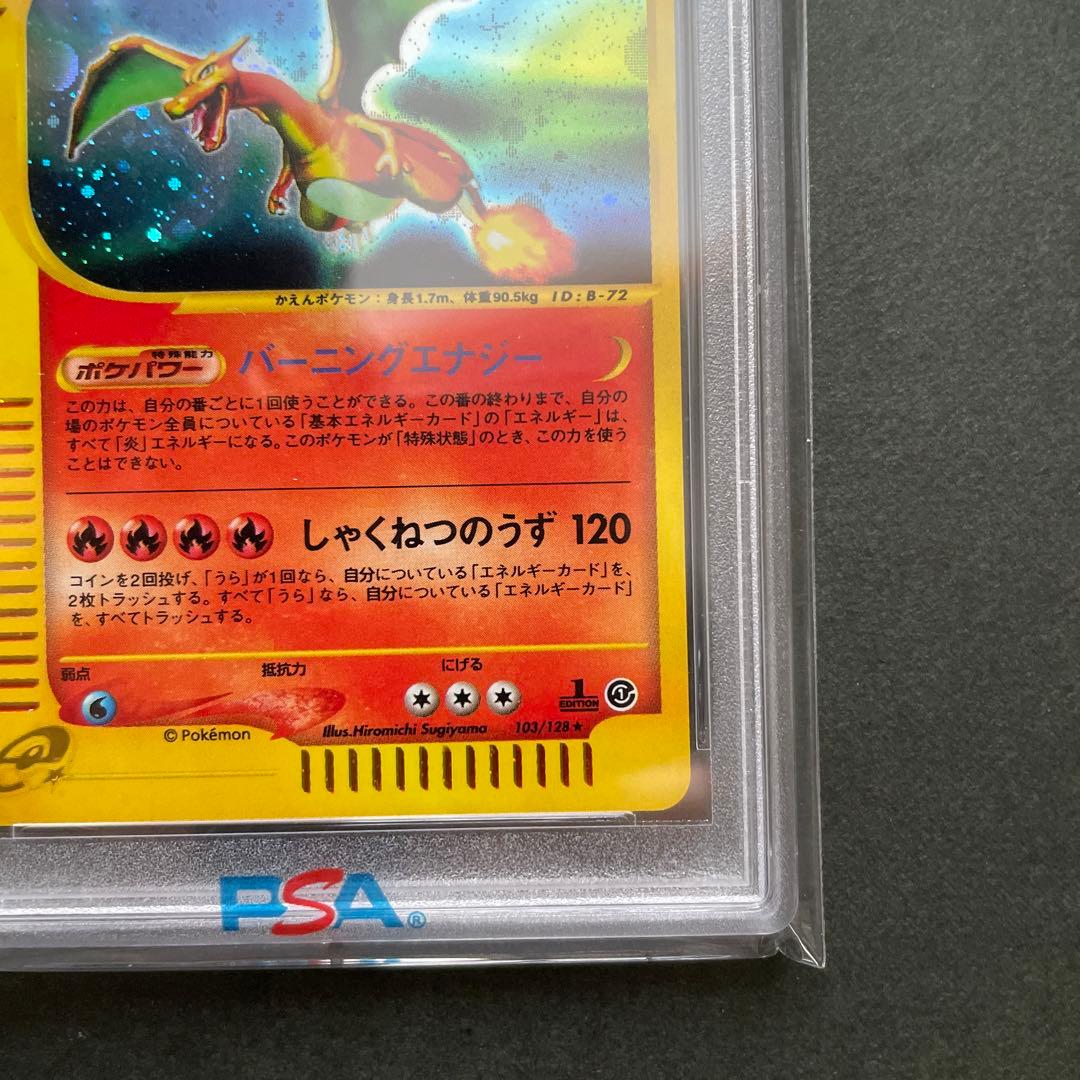 かえんポケモン：身長1.7m、体重90.5kg ID:B-72
特殊能力
ポケパワー バーニングエナジー
この力は、自分の番ごとに1回使うことができる。この番の終わりまで、自分の
場のポケモン全員についている「基本エネルギーカード」の「エネルギー」は、
すべて「炎」エネルギーになる。このポケモンが「特殊状態」のとき、この力を使う
ことはできない。
しゃくねつのうず 120
コインを2回投げ、「うら」が1回なら、自分についている「エネルギーカード」を、
2枚トラッシュする。すべて「うら」なら、自分についている「エネルギーカード」
を、すべてトラッシュする。
弱点 抵抗力 にげる
1
EDITION
© Pokémon Illus.Hiromichi Sugiyama 103/128★
e
PSA®